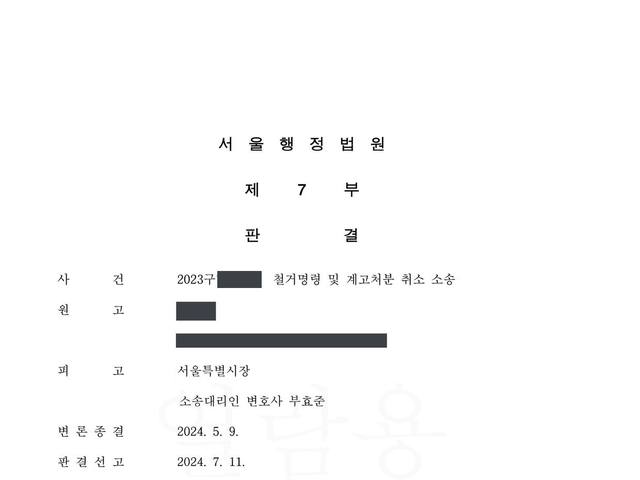 서 울 행 정 법 원
제 7 부
판 결
사 건 2023구 철거명령 및 계고처분 취소 소송
원 고
피 고 서울특별시장
소송대리인 변호사 부효준
변 론 종 결 2024. 5. 9.
판 결 선 고 2024. 7. 11.
열람용